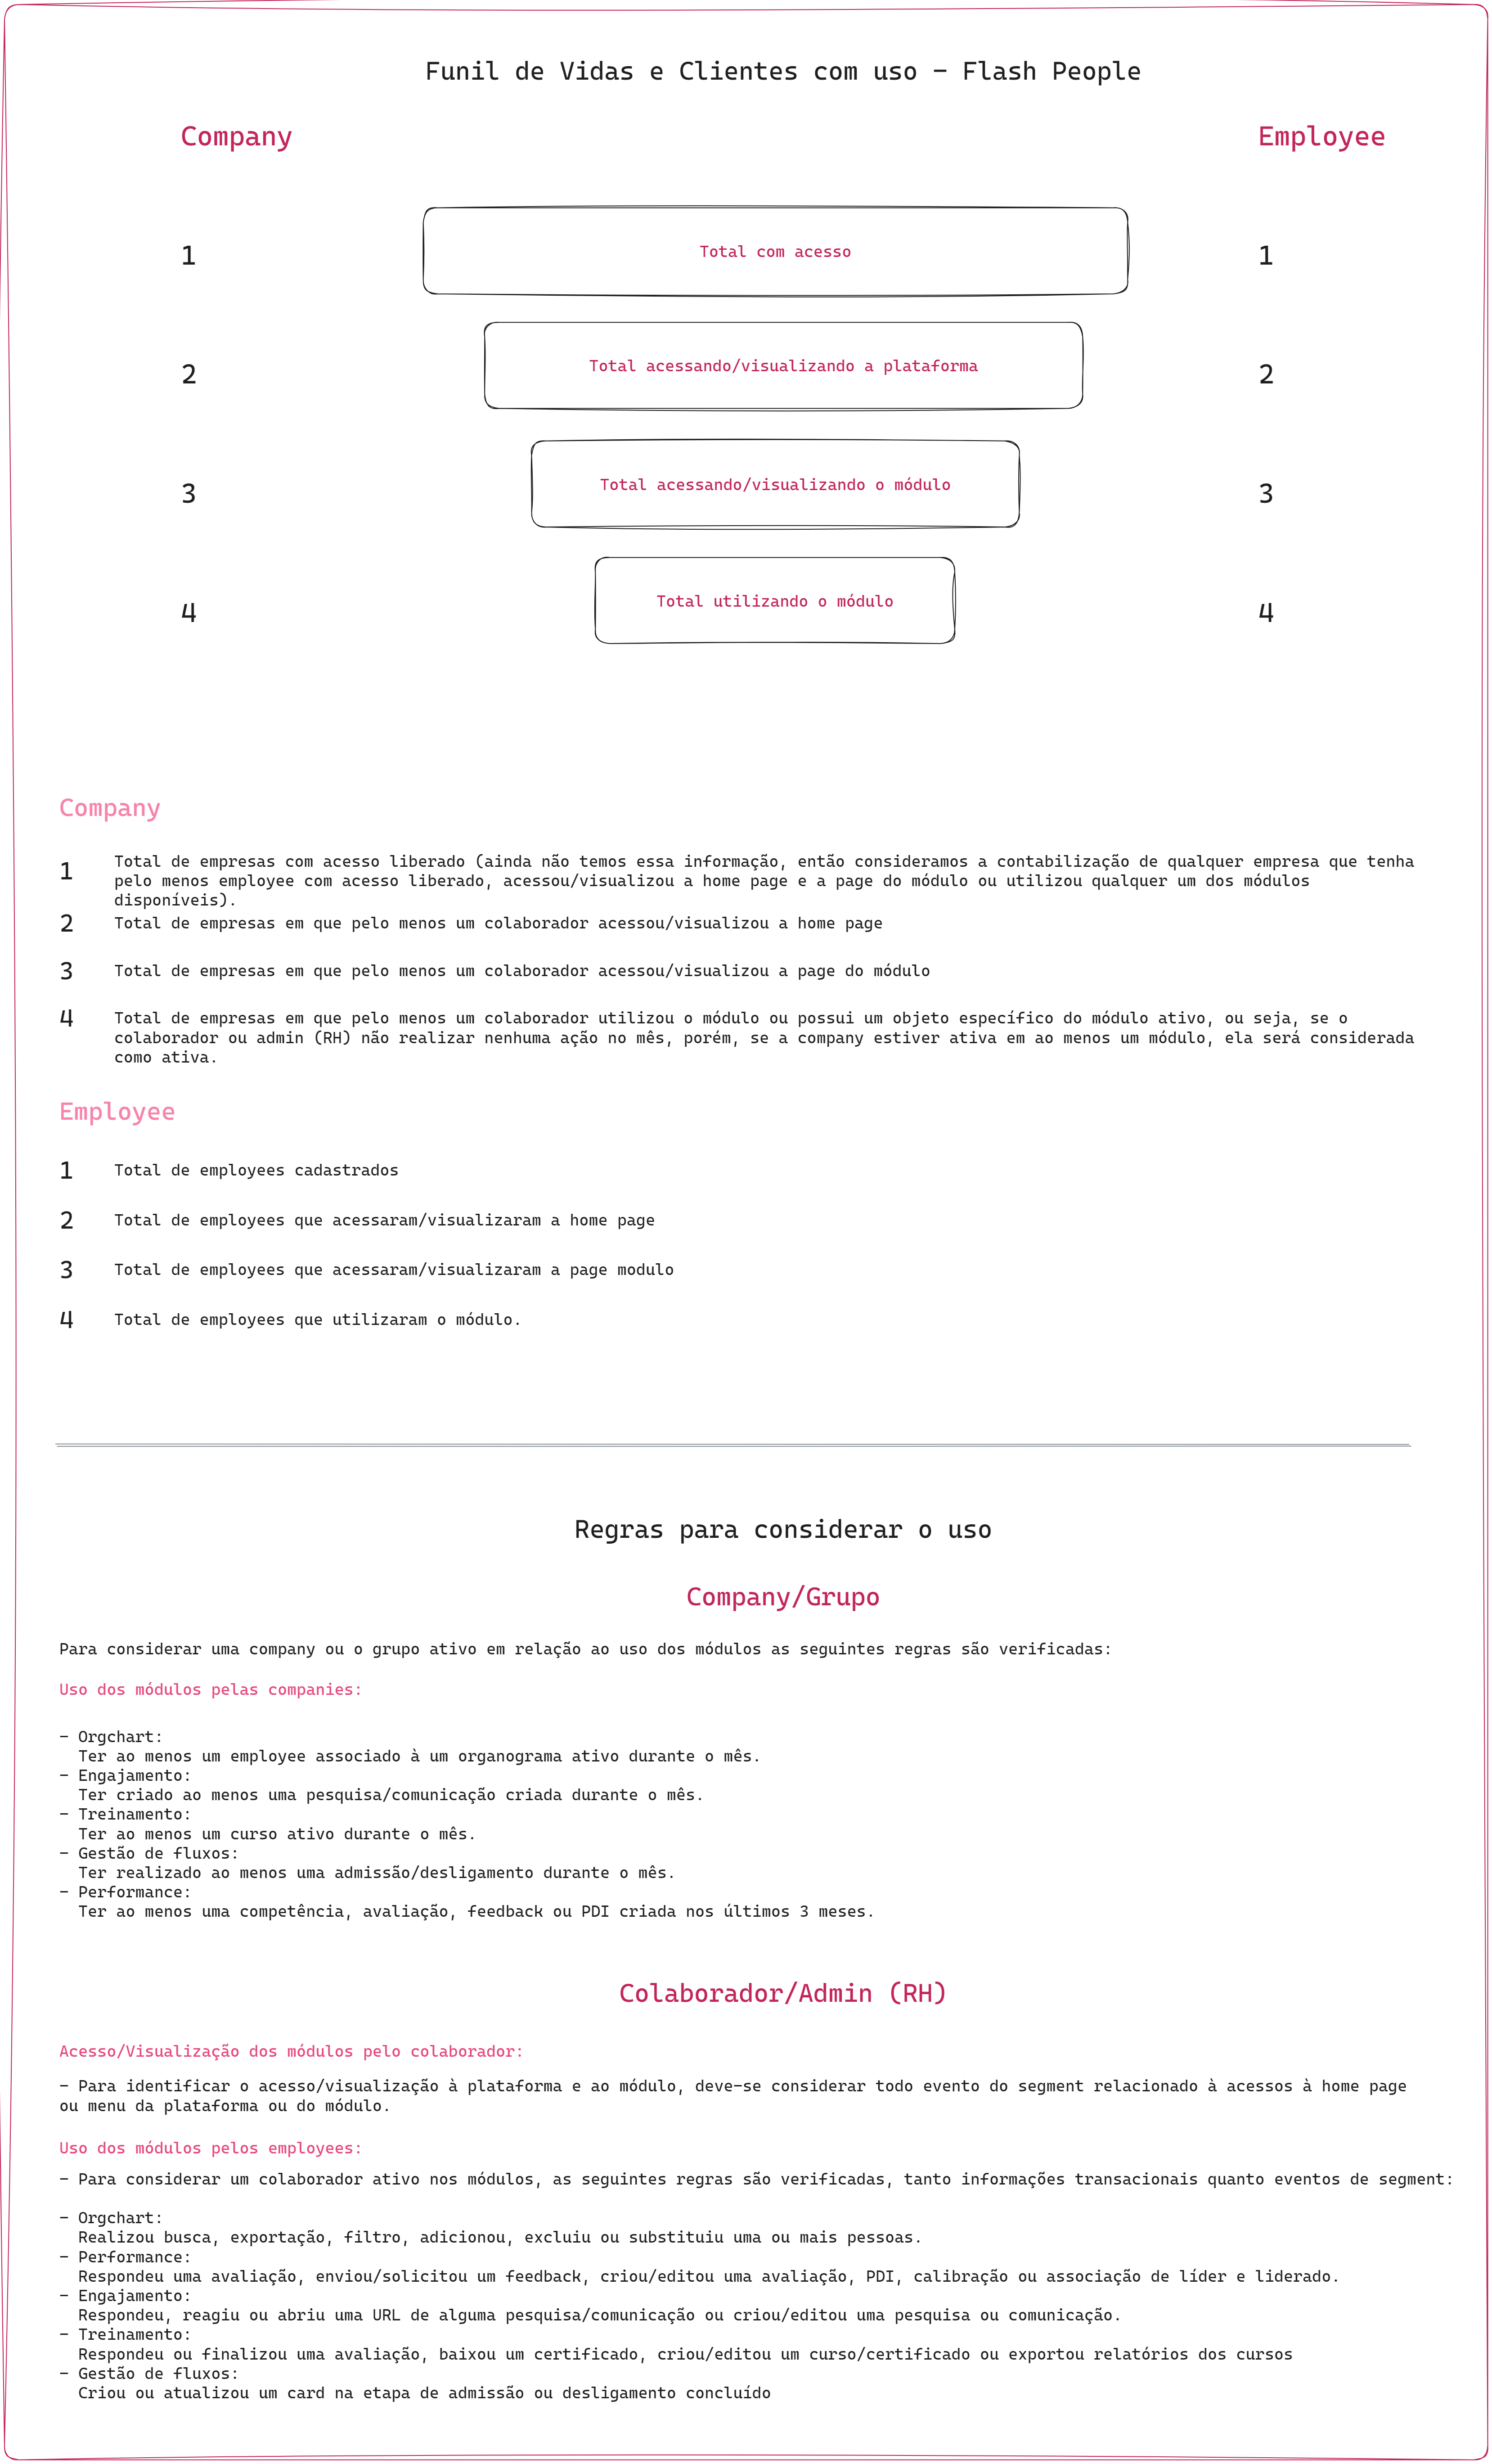 Funil de Vidas e Clientes com uso - Flash People
Company
Employee
1
Total com acesso
1
2
Total acessando/visualizando a plataforma
2
3
Total acessando/visualizando o módulo
3
4
Total utilizando o módulo
4
Company
1
Total de empresas com acesso liberado (ainda não temos essa informação, então consideramos a contabilização de qualquer empresa que tenha
pelo menos employee com acesso liberado, acessou/visualizou a home page e a page do módulo ou utilizou qualquer um dos módulos
disponíveis).
2
Total de empresas em que pelo menos um colaborador acessou/visualizou a home page
3
Total de empresas em que pelo menos um colaborador acessou/visualizou a page do módulo
4
Total de empresas em que pelo menos um colaborador utilizou o módulo ou possui um objeto específico do módulo ativo, ou seja, se o
colaborador ou admin (RH) não realizar nenhuma ação no mês, porém, se a company estiver ativa em ao menos um módulo, ela será considerada
como ativa.
Employee
1
Total de employees cadastrados
2
Total de employees que acessaram/visualizaram a home page
3
Total de employees que acessaram/visualizaram a page modulo
4
Total de employees que utilizaram o módulo.
Regras para considerar o uso
Company/Grupo
Para considerar uma company ou o grupo ativo em relação ao uso dos módulos as seguintes regras são verificadas:
Uso dos módulos pelas companies:
- Orgchart:
Ter ao menos um employee associado à um organograma ativo durante o mês.
- Engajamento:
Ter criado ao menos uma pesquisa/comunicação criada durante o mês.
- Treinamento:
Ter ao menos um curso ativo durante o mês.
- Gestão de fluxos:
Ter realizado ao menos uma admissão/desligamento durante o mês.
- Performance:
Ter ao menos uma competência, avaliação, feedback ou PDI criada nos últimos 3 meses.
Colaborador/Admin (RH)
Acesso/Visualização dos módulos pelo colaborador:
- Para identificar o acesso/visualização à plataforma e ao módulo, deve-se considerar todo evento do segment relacionado à acessos à home page
ou menu da plataforma ou do módulo.
Uso dos módulos pelos employees:
- Para considerar um colaborador ativo nos módulos, as seguintes regras são verificadas, tanto informações transacionais quanto eventos de segment:
- Orgchart:
Realizou busca, exportação, filtro, adicionou, excluiu ou substituiu uma ou mais pessoas.
- Performance:
Respondeu uma avaliação, enviou/solicitou um feedback, criou/editou uma avaliação, PDI, calibração ou associação de líder e liderado.
- Engajamento:
Respondeu, reagiu ou abriu uma URL de alguma pesquisa/comunicação ou criou/editou uma pesquisa ou comunicação.
- Treinamento:
Respondeu ou finalizou uma avaliação, baixou um certificado, criou/editou um curso/certificado ou exportou relatórios dos cursos
- Gestão de fluxos:
Criou ou atualizou um card na etapa de admissão ou desligamento concluído